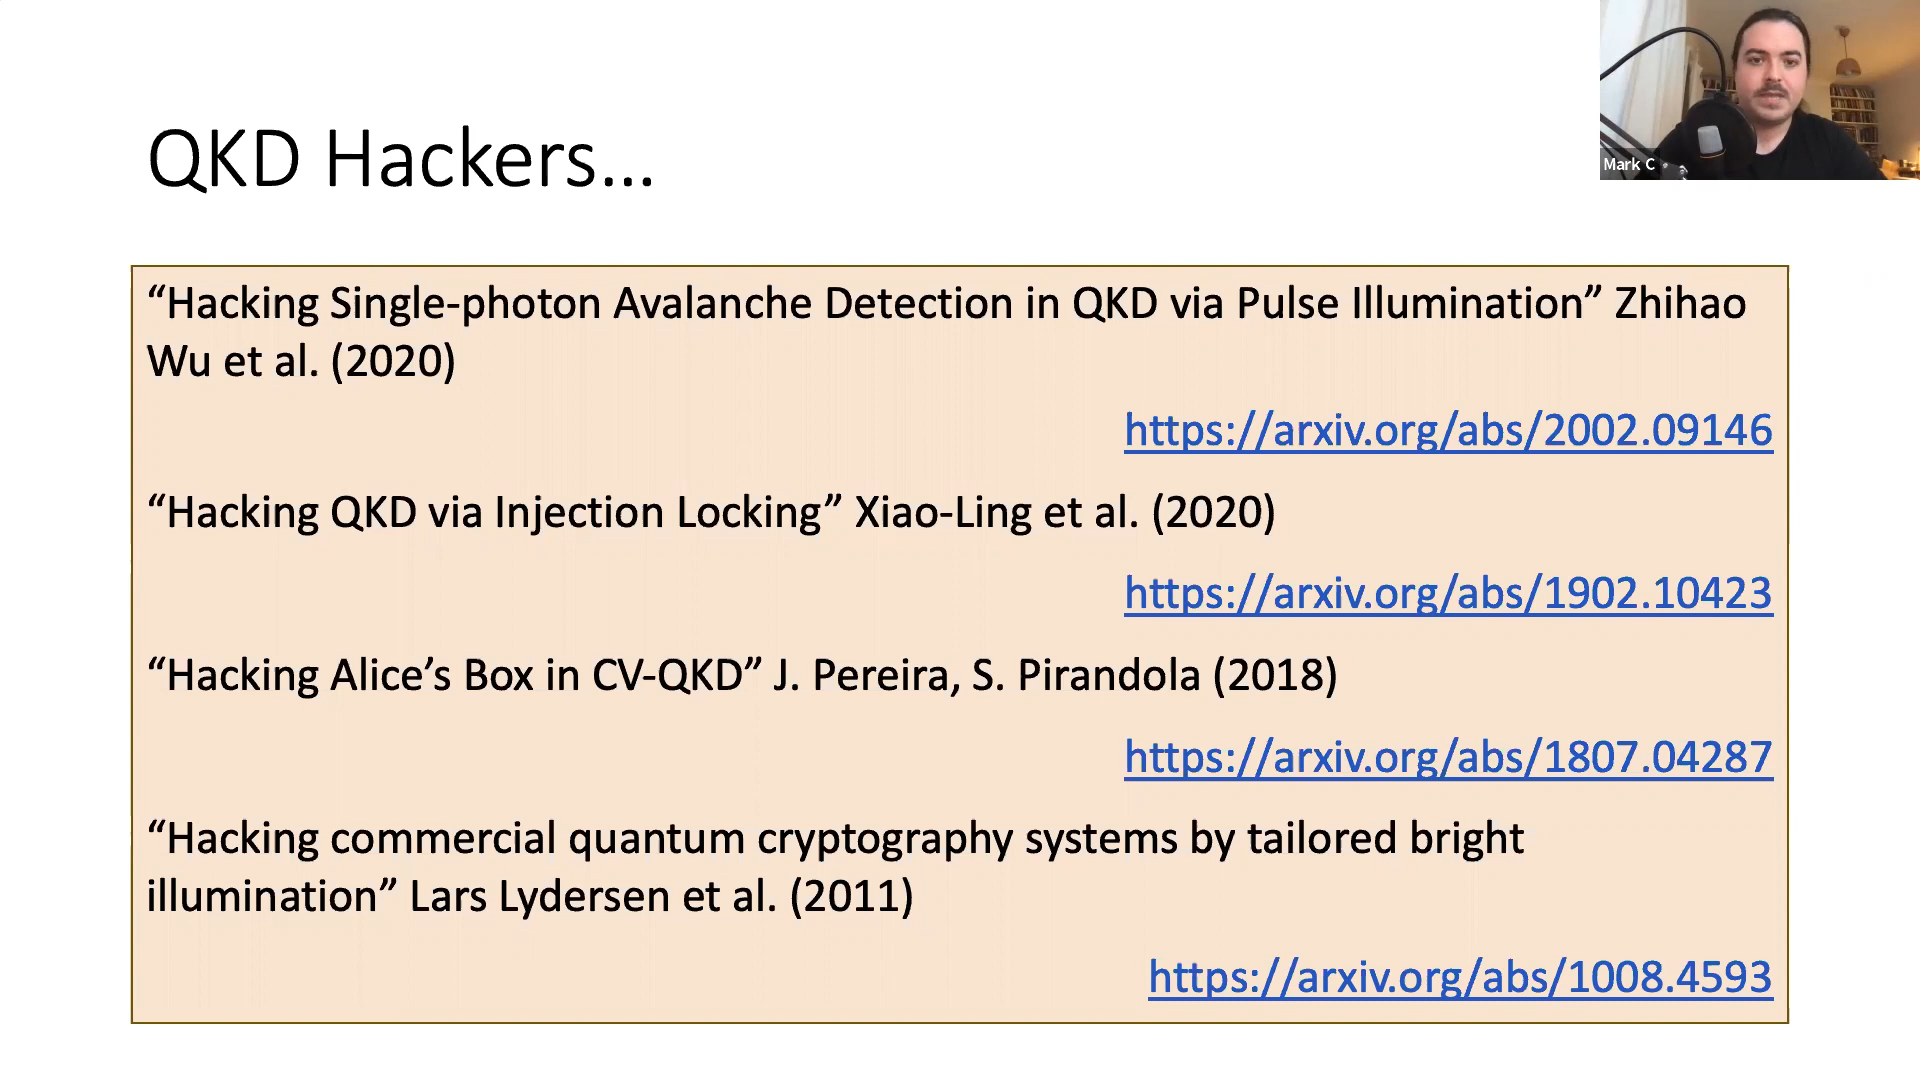 QKD Hackers...
Mark C
“Hacking Single-photon Avalanche Detection in QKD via Pulse Illumination” Zhihao
Wu et al. (2020)
https://arxiv.org/abs/2002.09146
“Hacking QKD via Injection Locking” Xiao-Ling et al. (2020)
https://arxiv.org/abs/1902.10423
“Hacking Alice’s Box in CV-QKD” J. Pereira, S. Pirandola (2018)
https://arxiv.org/abs/1807.04287
“Hacking commercial quantum cryptography systems by tailored bright
illumination” Lars Lydersen et al. (2011)
https://arxiv.org/abs/1008.4593